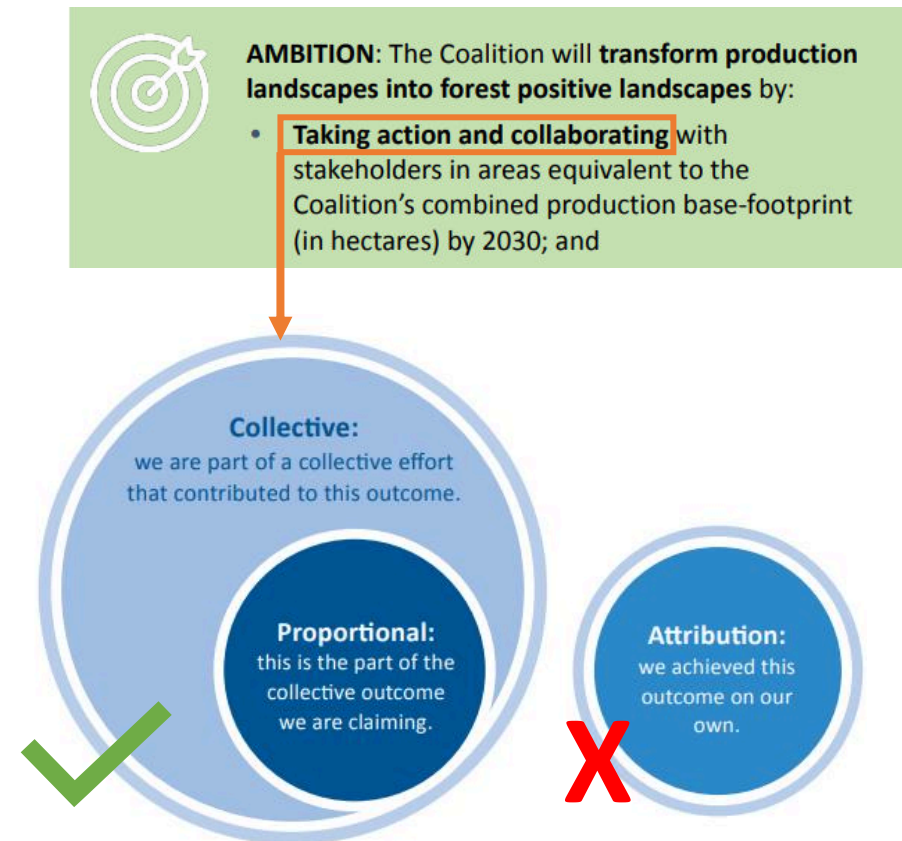 AMBITION: The Coalition will transform production
landscapes into forest positive landscapes by:
• Taking action and collaborating with
stakeholders in areas equivalent to the
Coalition’s combined production base-footprint
(in hectares) by 2030; and
Collective:
we are part of a collective effort
that contributed to this outcome.
Proportional:
this is the part of the
collective outcome
we are claiming.
Attribution:
we achieved this
outcome on our
own.
X